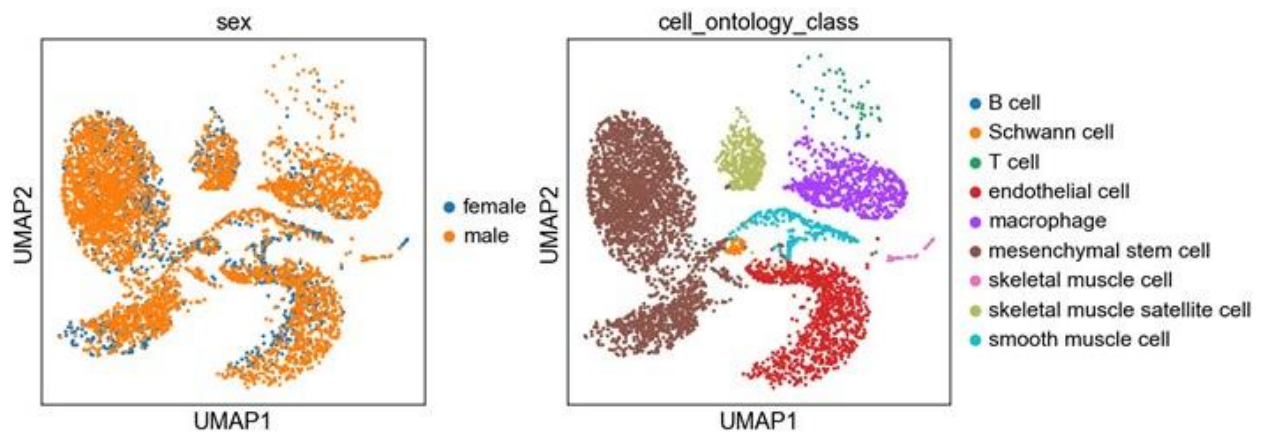 sex
UMAP2
UMAP1
female
male
cell_ontology_class
UMAP2
UMAP1
B cell
Schwann cell
T cell
endothelial cell
macrophage
mesenchymal stem cell
skeletal muscle cell
skeletal muscle satellite cell
smooth muscle cell